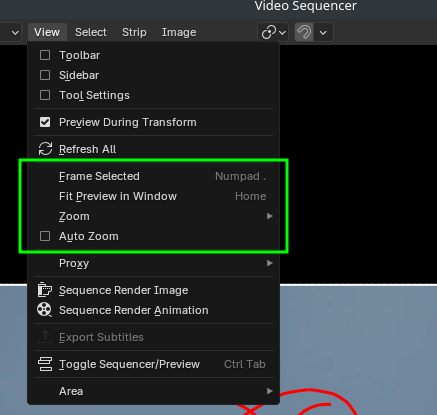 Video Sequencer
View Select Strip Image
Toolbar
Sidebar
Tool Settings
Preview During Transform
Refresh All
Frame Selected Numpad .
Fit Preview in Window Home
Zoom
Auto Zoom
Proxy
Sequence Render Image
Sequence Render Animation
Export Subtitles
Toggle Sequencer/Preview Ctrl Tab
Area